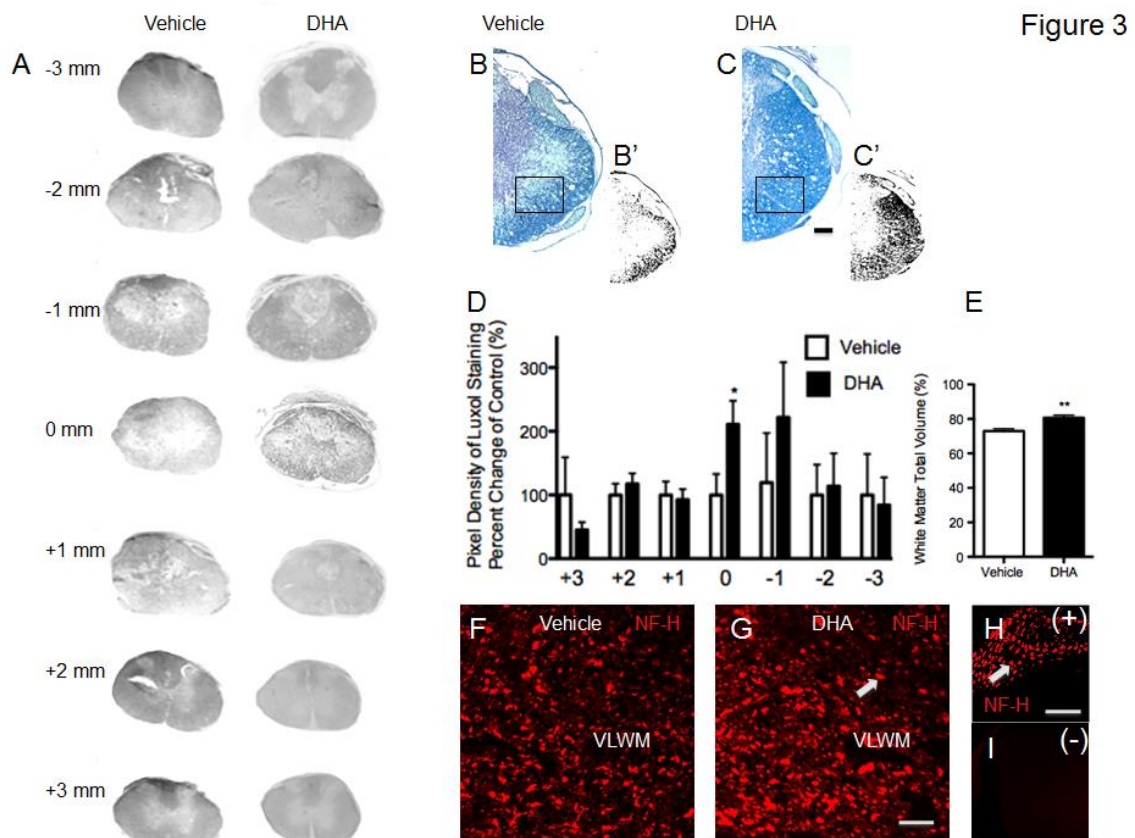 Figure 3
Vehicle DHA Vehicle DHA
A
-3 mm
-2 mm
-1 mm
0 mm
+1 mm
+2 mm
+3 mm
B
B'
C
C'
D
Pixel Density of Luxol Staining
Percent Change of Control (%)
300
200
100
0
Vehicle
DHA
*
+3 +2 +1 0 -1 -2 -3
E
White Matter Total Volume (%)
100
80
60
40
20
0
**
Vehicle DHA
F Vehicle NF-H
VLWM
G DHA NF-H
VLWM
H (+)
NF-H
I (-)